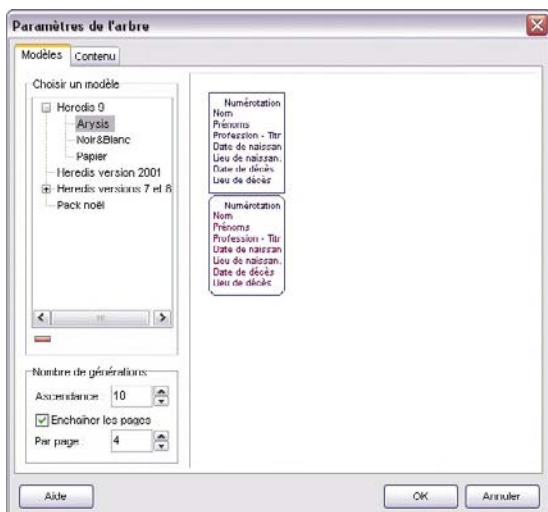 Paramètres de l'arbre
Modèles Contenu
Choisir un modèle
Heredis 9
Arysis
Noir&Blanc
Papier
Heredis version 2001
Heredis versions 7 et 8
Pack noël
Nombre de générations
Ascendance 10
Enchaîner les pages
Par page 4
Numérotation
Nom
Prénoms
Profession - Titr
Date de naissan
Lieu de naissan.
Date de décès
Lieu de décès
Numérotation
Nom
Prénoms
Profession - Titr
Date de naissan
Lieu de naissan.
Date de décès
Lieu de décès
Aide OK Annuler